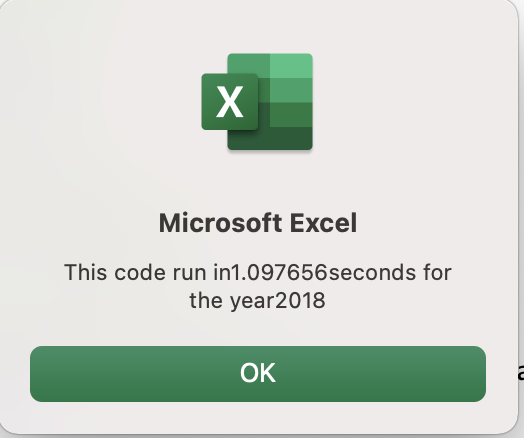 X
Microsoft Excel
This code run in1.097656seconds for
the year2018
OK